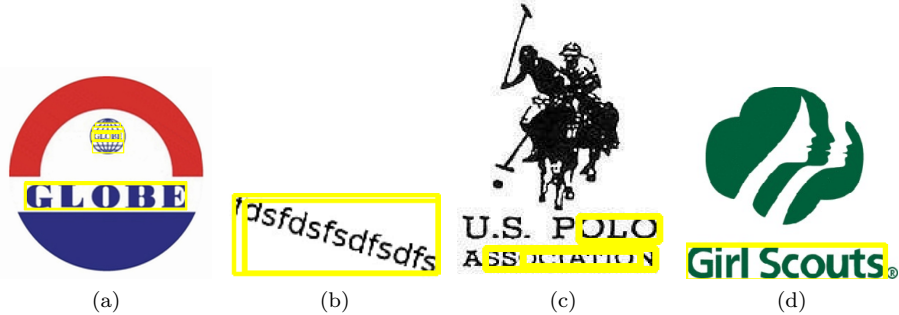 GLOBE
GLOBE
fdsfdsfsdfsdfs
U.S. POLO
ASSOCIATION
Girl Scouts®
(a) (b) (c) (d)